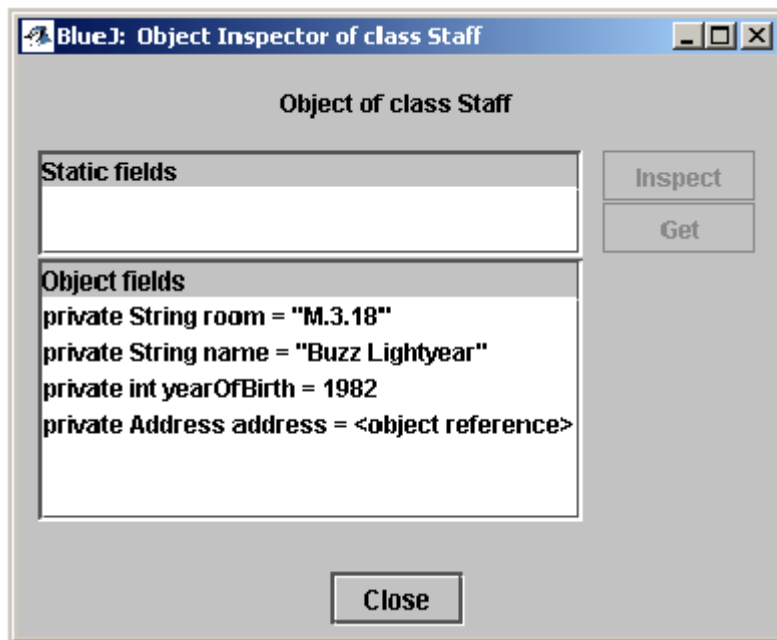 BlueJ: Object Inspector of class Staff
Object of class Staff
Static fields
Inspect
Get
Object fields
private String room = "M.3.18"
private String name = "Buzz Lightyear"
private int yearOfBirth = 1982
private Address address = <object reference>
Close